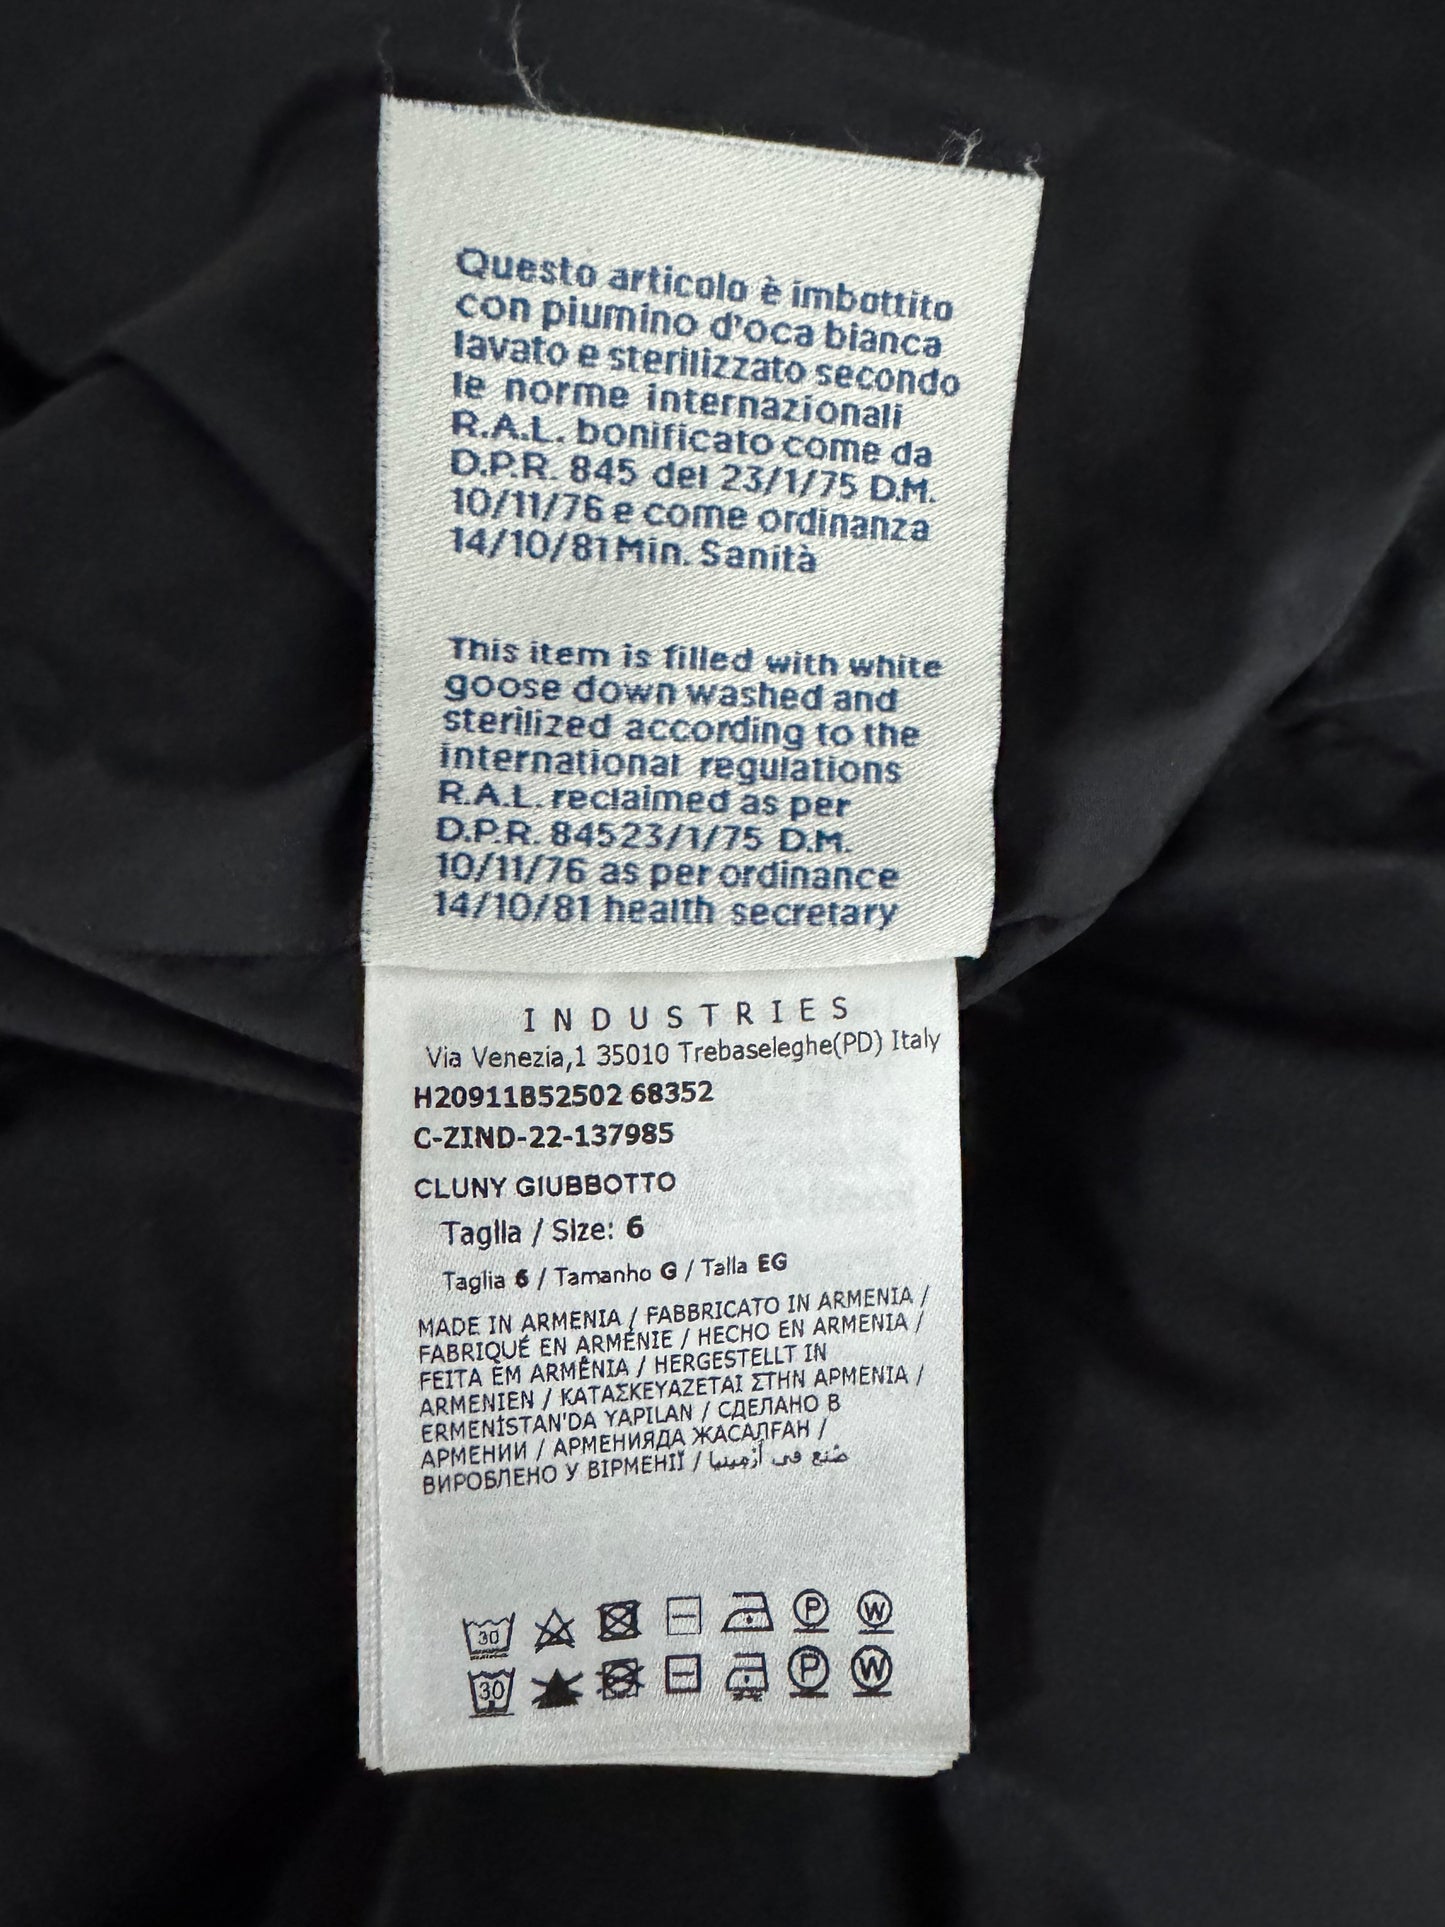 Questo articolo è imbottito
con piumino d'oca bianca
lavato e sterilizzato secondo
le norme internazionali
R.A.L. bonificato come da
D.P.R. 845 del 23/1/75 D.M.
10/11/76 e come ordinanza
14/10/81 Min. Sanità
This item is filled with white
goose down washed and
sterilized according to the
international regulations
R.A.L. reclaimed as per
D.P.R. 84523/1/75 D.M.
10/11/76 as per ordinance
14/10/81 health secretary
INDUSTRIES
Via Venezia,1 35010 Trebaseleghe(PD) Italy
H20911B52502 68352
C-ZIND-22-137985
CLUNY GIUBBOTTO
Taglia / Size: 6
Taglia 6 / Tamanho G / Talla EG
MADE IN ARMENIA / FABBRICATO IN ARMENIA /
FABRIQUÉ EN ARMÉNIE / HECHO EN ARMENIA /
FEITA EM ARMÊNIA / HERGESTELLT IN
ARMENIEN / ΚΑΤΑΣΚΕΥΑΖΕΤΑΙ ΣΤΗΝ ΑΡΜΕΝΙΑ /
ERMENİSTAN'DA YAPILAN / СДЕЛАНО В
АРМЕНИИ / АРМЕНИЯДА ЖАСАЛҒАН /
ВИРОБЛЕНО У ВІРМЕНІЇ / صُنع في أرمينيا
30 P W
30 P W